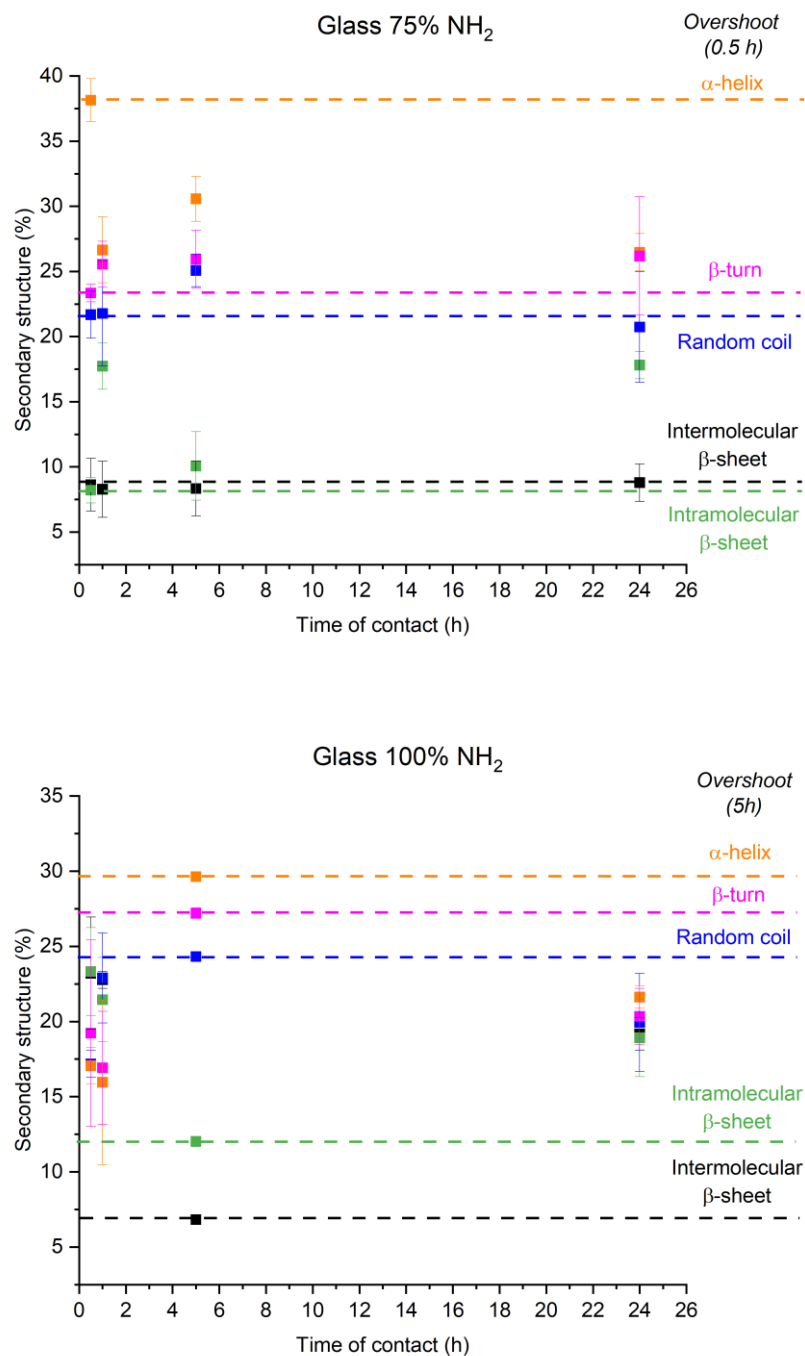 Glass 75% NH₂
Overshoot
(0.5 h)
α-helix
β-turn
Random coil
Intermolecular
β-sheet
Intramolecular
β-sheet
Secondary structure (%)
40
35
30
25
20
15
10
5
0 2 4 6 8 10 12 14 16 18 20 22 24 26
Time of contact (h)
Glass 100% NH₂
Overshoot
(5h)
α-helix
β-turn
Random coil
Intramolecular
β-sheet
Intermolecular
β-sheet
Secondary structure (%)
35
30
25
20
15
10
5
0 2 4 6 8 10 12 14 16 18 20 22 24 26
Time of contact (h)